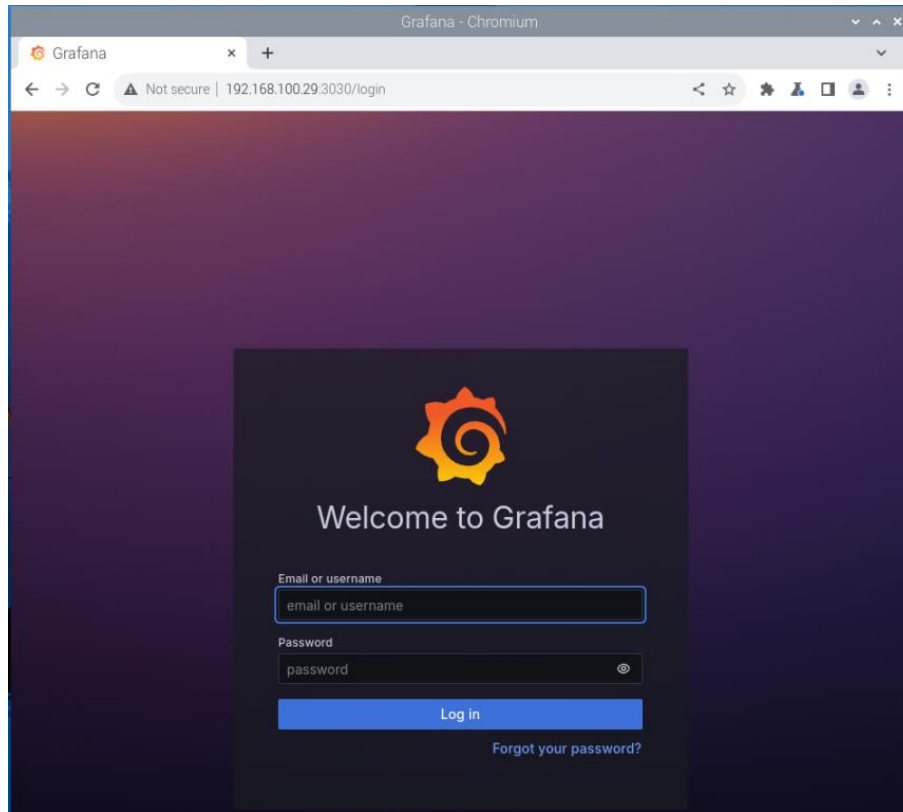 Grafana - Chromium
Grafana
Not secure | 192.168.100.29:3030/login
Welcome to Grafana
Email or username
email or username
Password
password
Log in
Forgot your password?